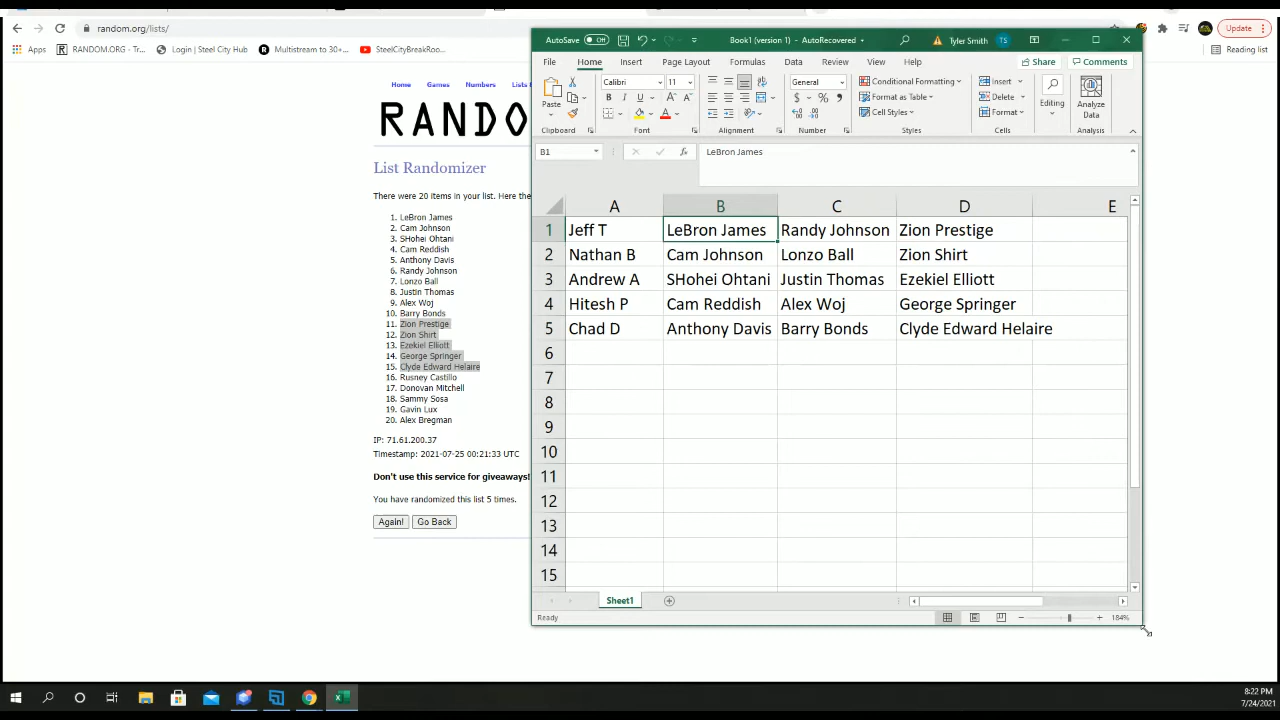 random.org/lists/
Update
Apps
RANDOM.ORG - Tr...
Login | Steel City Hub
Multistream to 30+...
SteelCityBreakRoo...
Reading list
Home
Games
Numbers
Lists
RANDO
List Randomizer
There were 20 items in your list. Here the
1. LeBron James
2. Cam Johnson
3. SHohei Ohtani
4. Cam Reddish
5. Anthony Davis
6. Randy Johnson
7. Lonzo Ball
8. Justin Thomas
9. Alex Woj
10. Barry Bonds
11. Zion Prestige
12. Zion Shirt
13. Ezekiel Elliott
14. George Springer
15. Clyde Edward Helaire
16. Rusney Castillo
17. Donovan Mitchell
18. Sammy Sosa
19. Gavin Lux
20. Alex Bregman
IP: 71.61.200.37
Timestamp: 2021-07-25 00:21:33 UTC
Don't use this service for giveaways!
You have randomized this list 5 times.
Again! Go Back
AutoSave Off Book1 (version 1) - AutoRecovered Tyler Smith TS
File Home Insert Page Layout Formulas Data Review View Help Share Comments
Paste
Clipboard
Calibri 11
B I U
Font
Alignment
General
$ % 9
Number
Conditional Formatting
Format as Table
Cell Styles
Styles
Insert
Delete
Format
Cells
Editing
Analyze Data
Analysis
B1 fx LeBron James
A B C D E
1 Jeff T LeBron James Randy Johnson Zion Prestige
2 Nathan B Cam Johnson Lonzo Ball Zion Shirt
3 Andrew A SHohei Ohtani Justin Thomas Ezekiel Elliott
4 Hitesh P Cam Reddish Alex Woj George Springer
5 Chad D Anthony Davis Barry Bonds Clyde Edward Helaire
6
7
8
9
10
11
12
13
14
15
Sheet1
Ready 184%
8:22 PM
7/24/2021